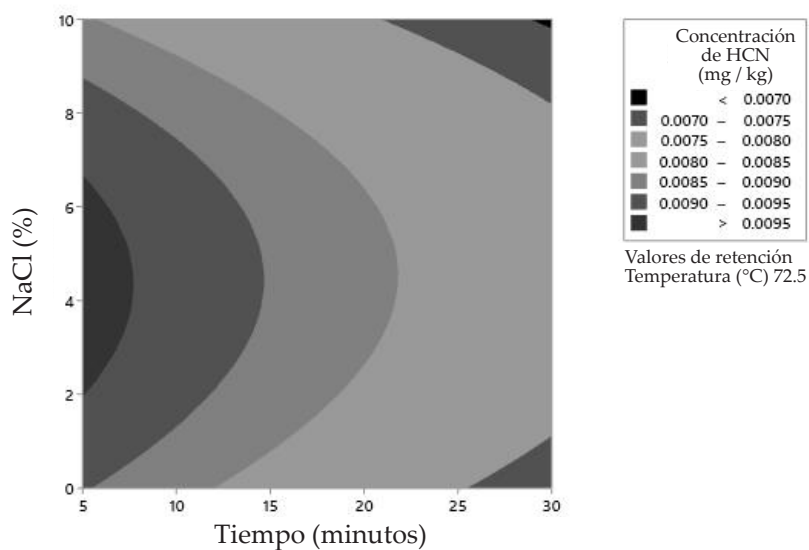 10
8
6
4
2
0
NaCl (%)
5 10 15 20 25 30
Tiempo (minutos)
Concentración
de HCN
(mg / kg)
< 0.0070
0.0070 – 0.0075
0.0075 – 0.0080
0.0080 – 0.0085
0.0085 – 0.0090
0.0090 – 0.0095
> 0.0095
Valores de retención
Temperatura (°C) 72.5